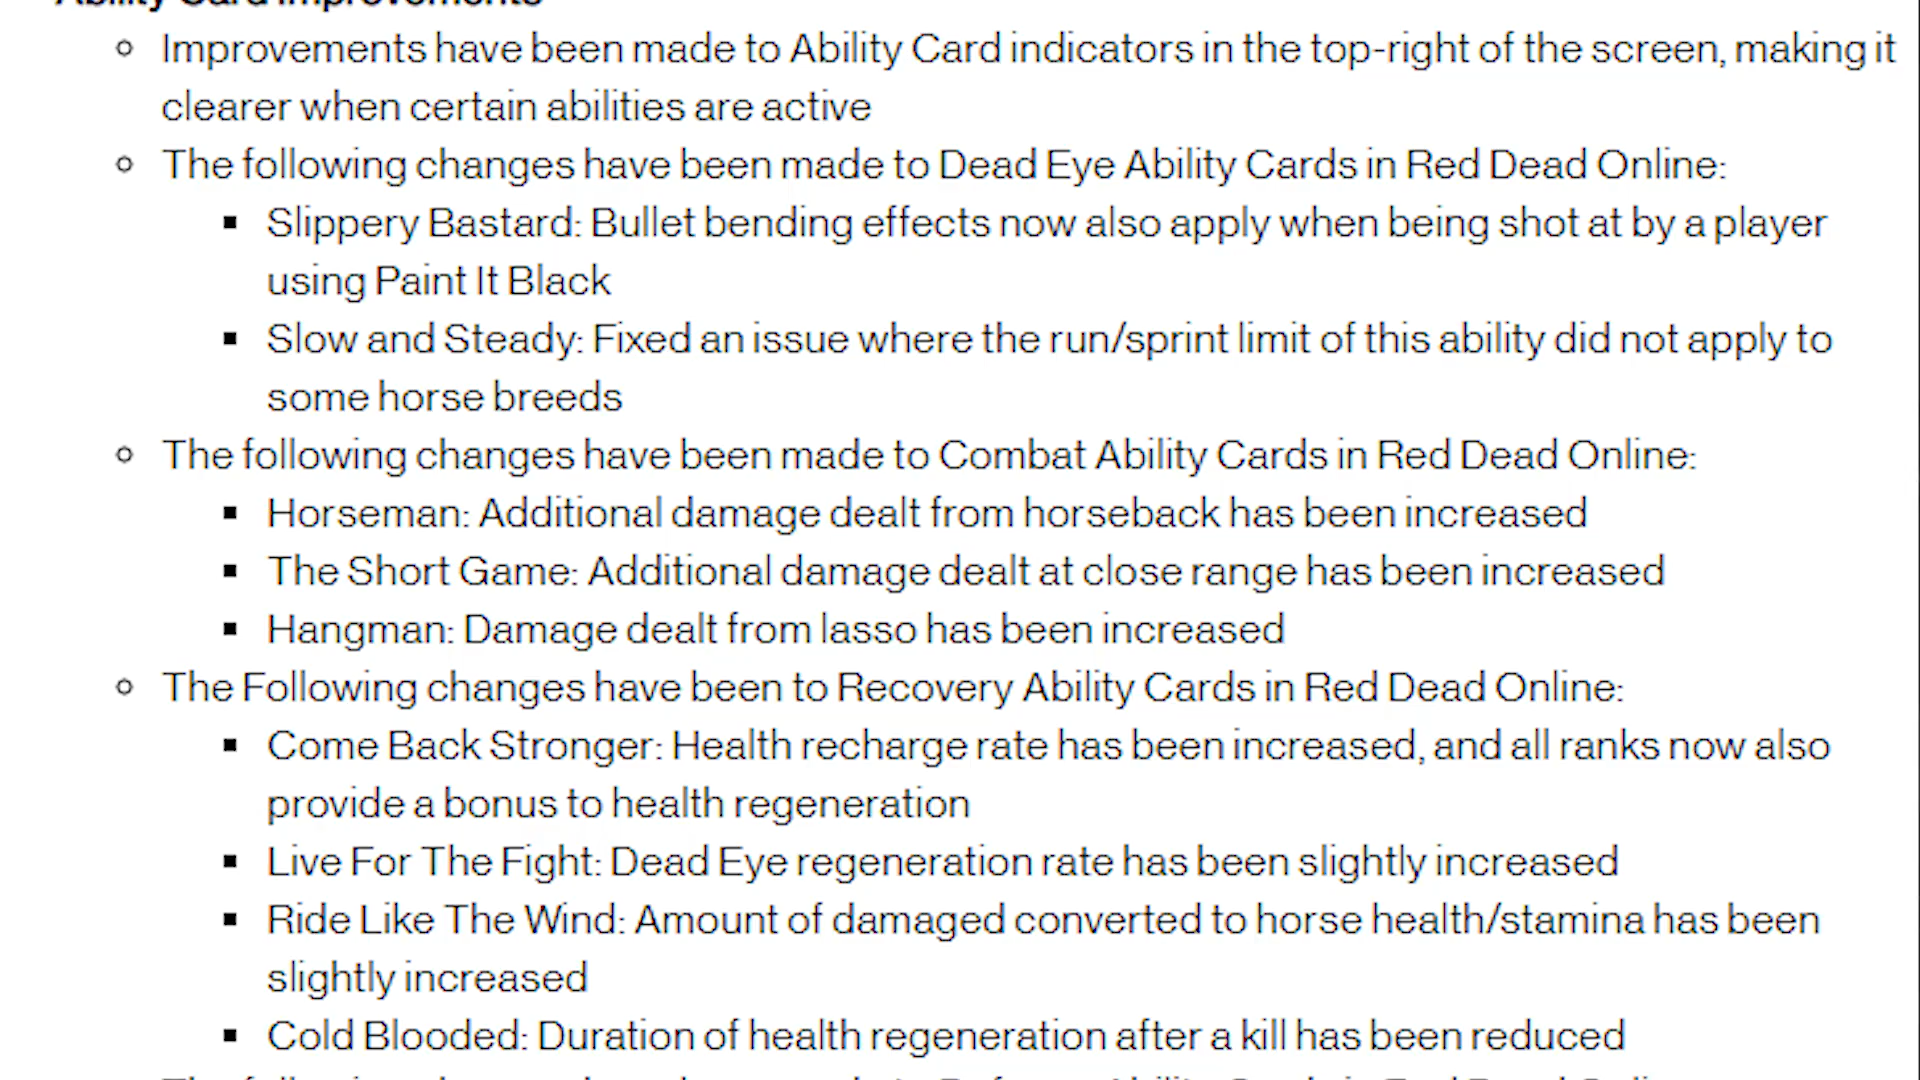 Ability Card Improvements
Improvements have been made to Ability Card indicators in the top-right of the screen, making it
clearer when certain abilities are active
The following changes have been made to Dead Eye Ability Cards in Red Dead Online:
Slippery Bastard: Bullet bending effects now also apply when being shot at by a player
using Paint It Black
Slow and Steady: Fixed an issue where the run/sprint limit of this ability did not apply to
some horse breeds
The following changes have been made to Combat Ability Cards in Red Dead Online:
Horseman: Additional damage dealt from horseback has been increased
The Short Game: Additional damage dealt at close range has been increased
Hangman: Damage dealt from lasso has been increased
The Following changes have been to Recovery Ability Cards in Red Dead Online:
Come Back Stronger: Health recharge rate has been increased, and all ranks now also
provide a bonus to health regeneration
Live For The Fight: Dead Eye regeneration rate has been slightly increased
Ride Like The Wind: Amount of damaged converted to horse health/stamina has been
slightly increased
Cold Blooded: Duration of health regeneration after a kill has been reduced